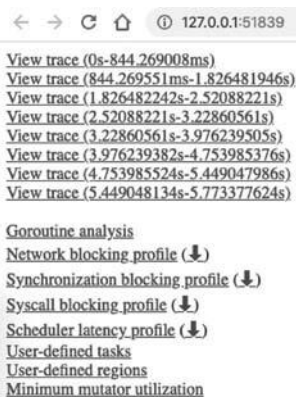 127.0.0.1:51839
View trace (0s-844.269008ms)
View trace (844.269551ms-1.826481946s)
View trace (1.826482242s-2.52088221s)
View trace (2.52088221s-3.22860561s)
View trace (3.22860561s-3.976239505s)
View trace (3.976239382s-4.753985376s)
View trace (4.753985524s-5.449047986s)
View trace (5.449048134s-5.773377624s)
Goroutine analysis
Network blocking profile (⬇)
Synchronization blocking profile (⬇)
Syscall blocking profile (⬇)
Scheduler latency profile (⬇)
User-defined tasks
User-defined regions
Minimum mutator utilization